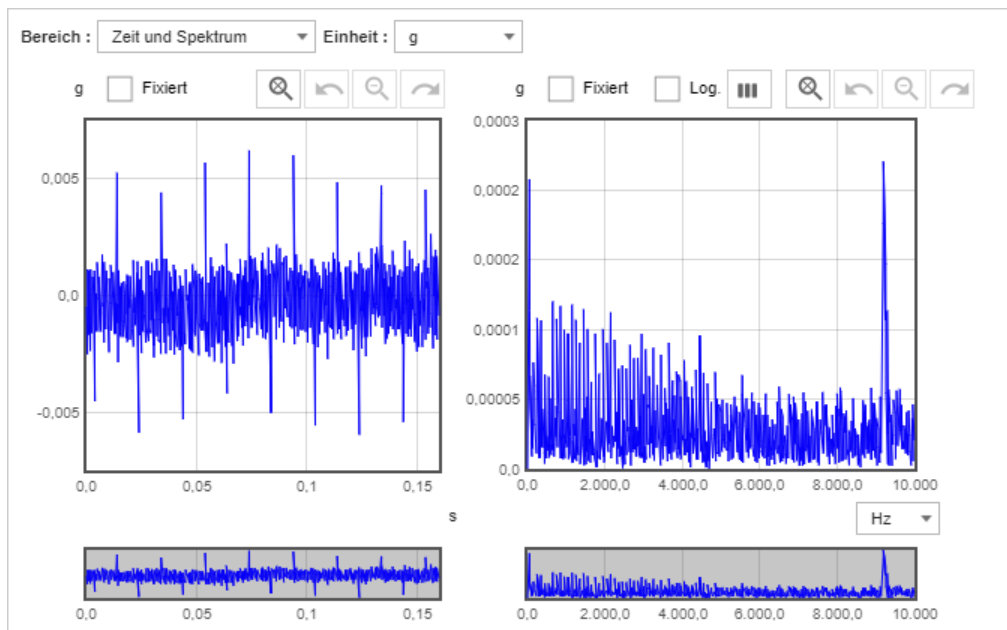 Bereich : Zeit und Spektrum Einheit : g
g Fixiert
g Fixiert Log.
0,005
0,0
-0,005
0,0 0,05 0,1 0,15
s
0,0003
0,0002
0,0002
0,0001
0,00005
0,0
0,0 2.000,0 4.000,0 6.000,0 8.000,0 10.000
Hz
0,0 0,05 0,1 0,15
0,0 2.000,0 4.000,0 6.000,0 8.000,0 10.000